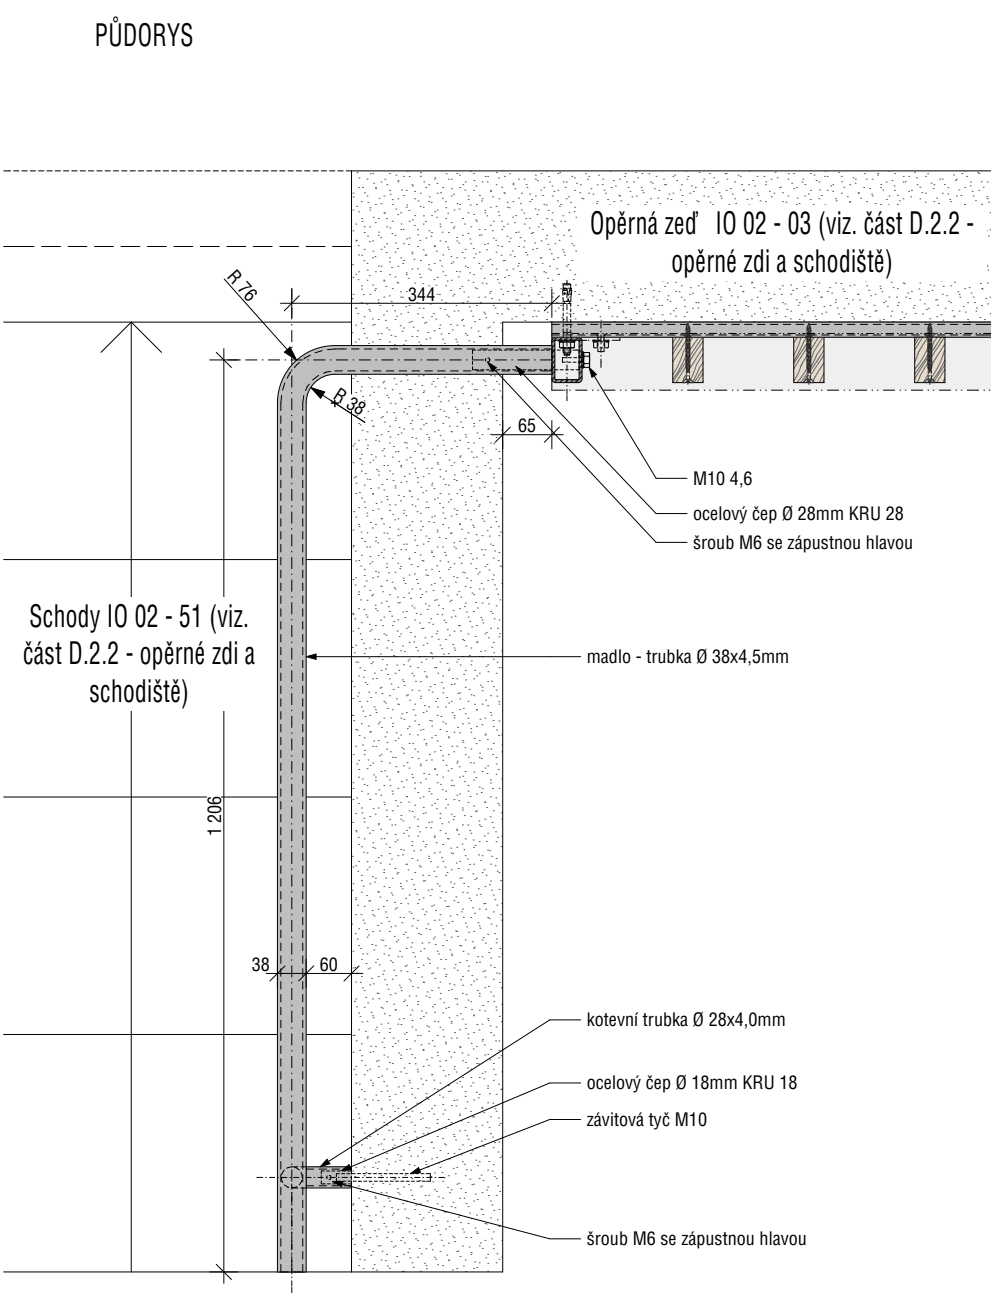 PŮDORYS
Opěrná zeď IO 02 - 03 (viz. část D.2.2 -
opěrné zdi a schodiště)
R 76
344
R 38
65
M10 4,6
ocelový čep Ø 28mm KRU 28
šroub M6 se zápustnou hlavou
Schody IO 02 - 51 (viz.
část D.2.2 - opěrné zdi a
schodiště)
madlo - trubka Ø 38x4,5mm
1 206
38
60
kotevní trubka Ø 28x4,0mm
ocelový čep Ø 18mm KRU 18
závitová tyč M10
šroub M6 se zápustnou hlavou